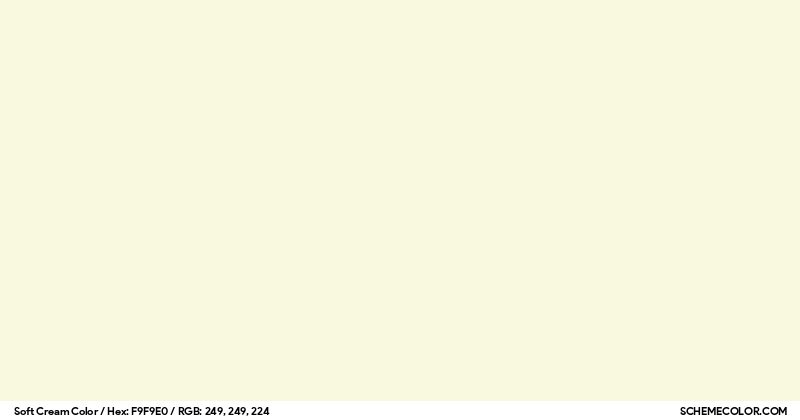 Soft Cream Color / Hex: F9F9E0 / RGB: 249, 249, 224
SCHEMECOLOR.COM